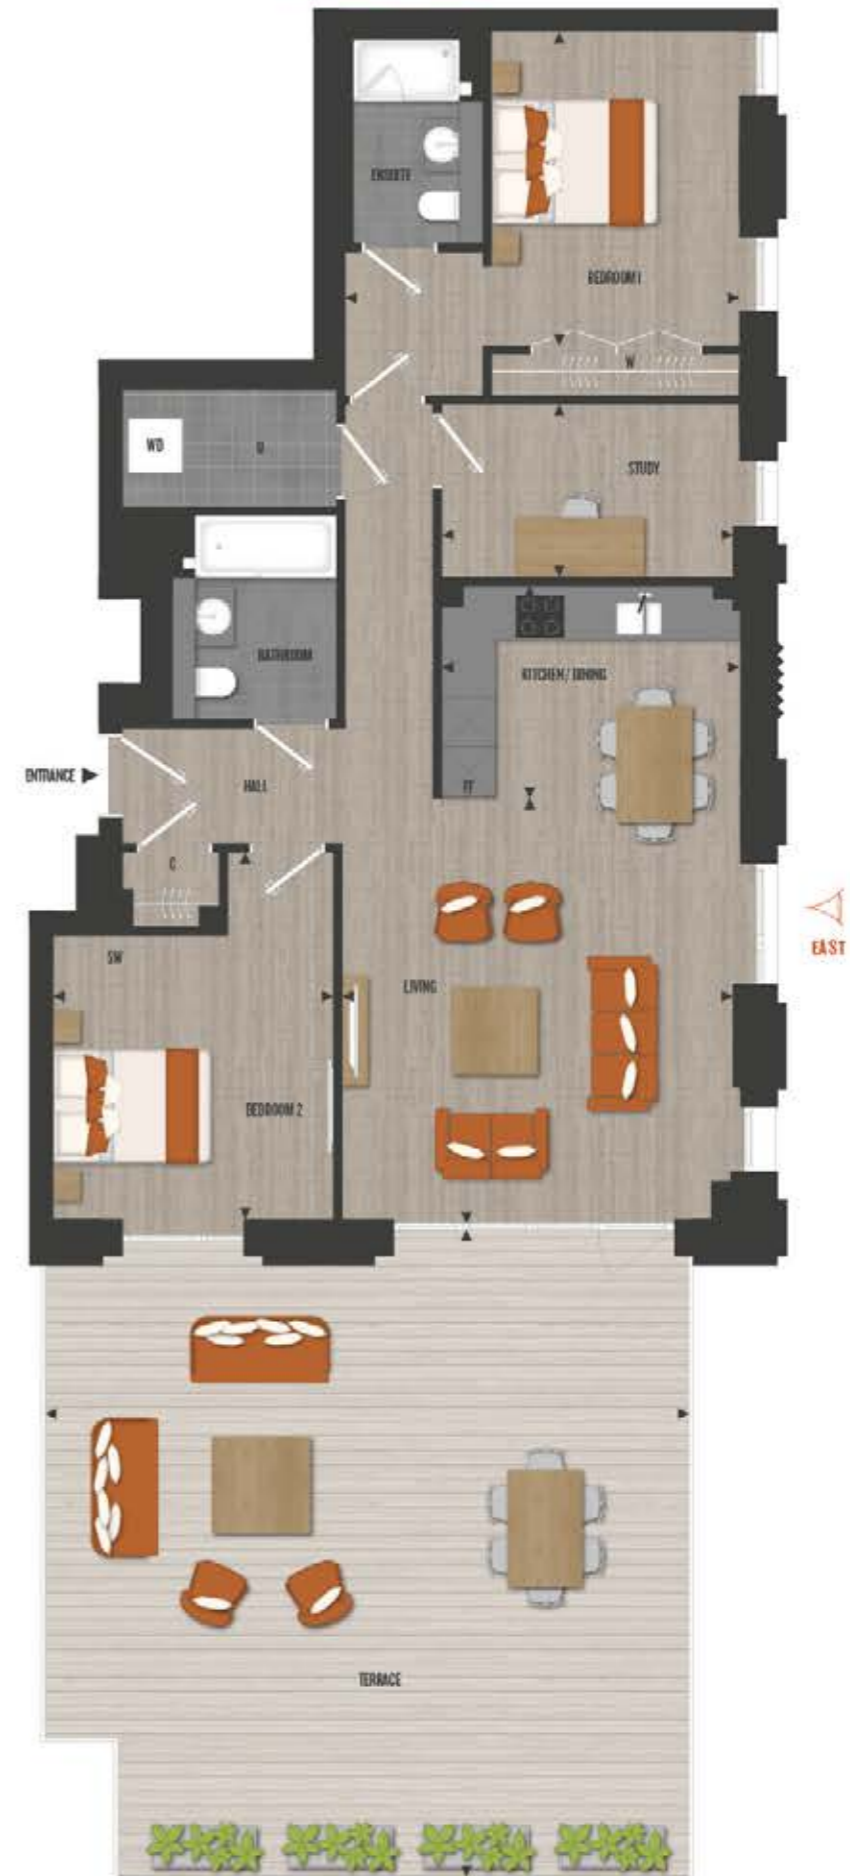 ENSUITE
BEDROOM 1
W
WD
U
STUDY
BATHROOM
KITCHEN / DINING
ENTRANCE
HALL
FF
C
EAST
SW
LIVING
BEDROOM 2
TERRACE